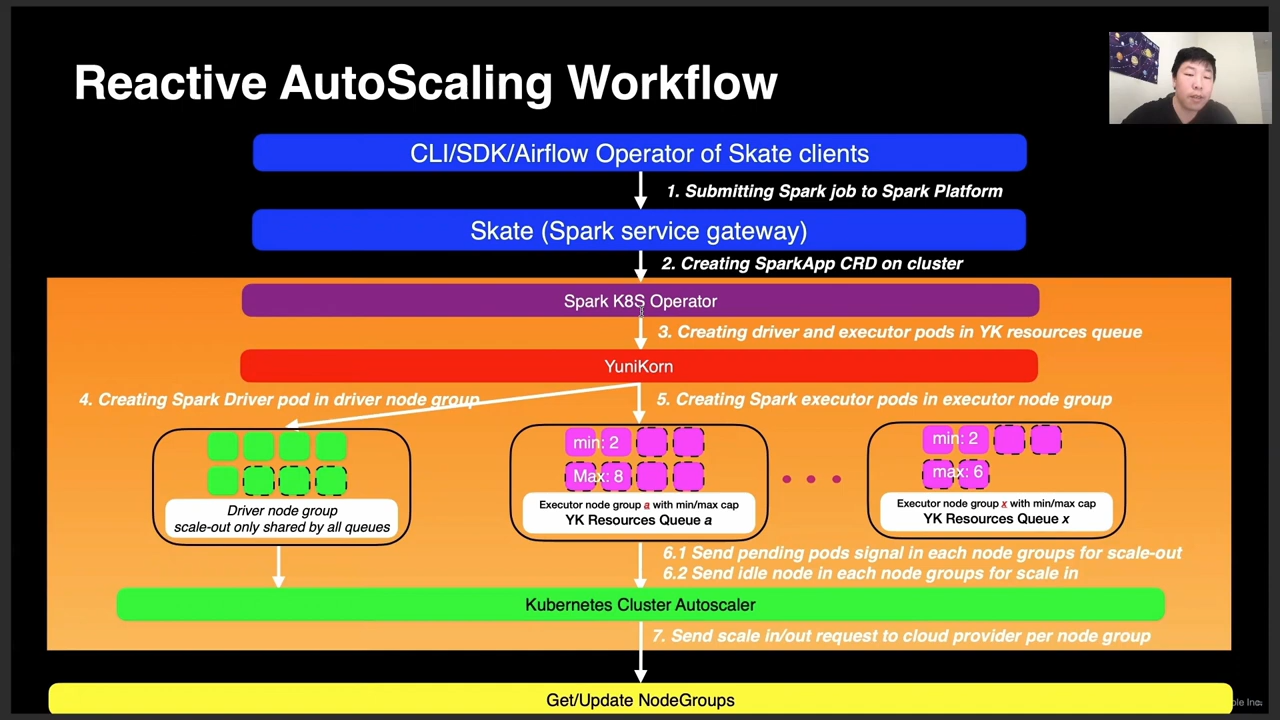 Reactive AutoScaling Workflow
CLI/SDK/Airflow Operator of Skate clients
1. Submitting Spark job to Spark Platform
Skate (Spark service gateway)
2. Creating SparkApp CRD on cluster
Spark K8S Operator
3. Creating driver and executor pods in YK resources queue
YuniKorn
4. Creating Spark Driver pod in driver node group
5. Creating Spark executor pods in executor node group
Driver node group
scale-out only shared by all queues
min: 2
Max: 8
Executor node group a with min/max cap
YK Resources Queue a
min: 2
max: 6
Executor node group x with min/max cap
YK Resources Queue x
6.1 Send pending pods signal in each node groups for scale-out
6.2 Send idle node in each node groups for scale in
Kubernetes Cluster Autoscaler
7. Send scale in/out request to cloud provider per node group
Get/Update NodeGroups
Inc.